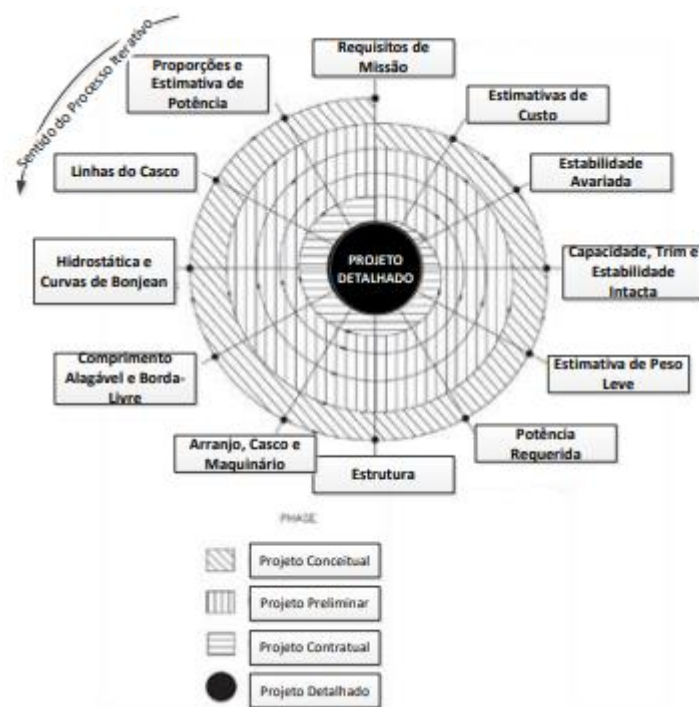 Sentido do Processo Iterativo
Requisitos de
Missão
Proporções e
Estimativa de
Potência
Estimativas de
Custo
Linhas do Casco
Estabilidade
Avariada
Hidrostática e
Curvas de Bonjean
PROJETO
DETALHADO
Capacidade, Trim e
Estabilidade
Intacta
Comprimento
Alagável e Borda-
Livre
Estimativa de Peso
Leve
Arranjo, Casco e
Maquinário
Potência
Requerida
Estrutura
PHASE
Projeto Conceitual
Projeto Preliminar
Projeto Contratual
Projeto Detalhado